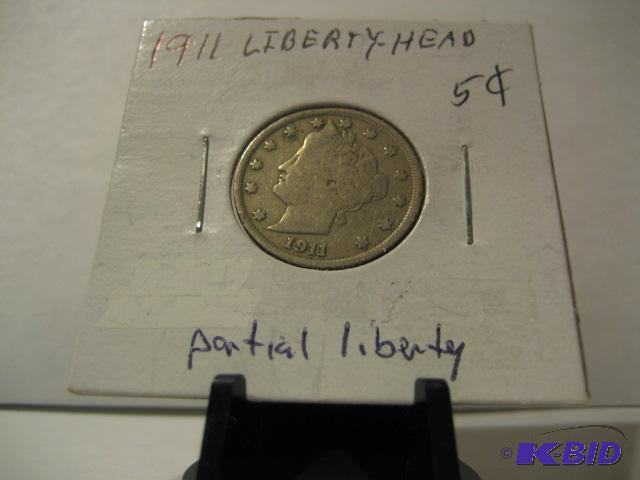 1911 LIBERTY-HEAD
5¢
1911
partial liberty
© K-BID